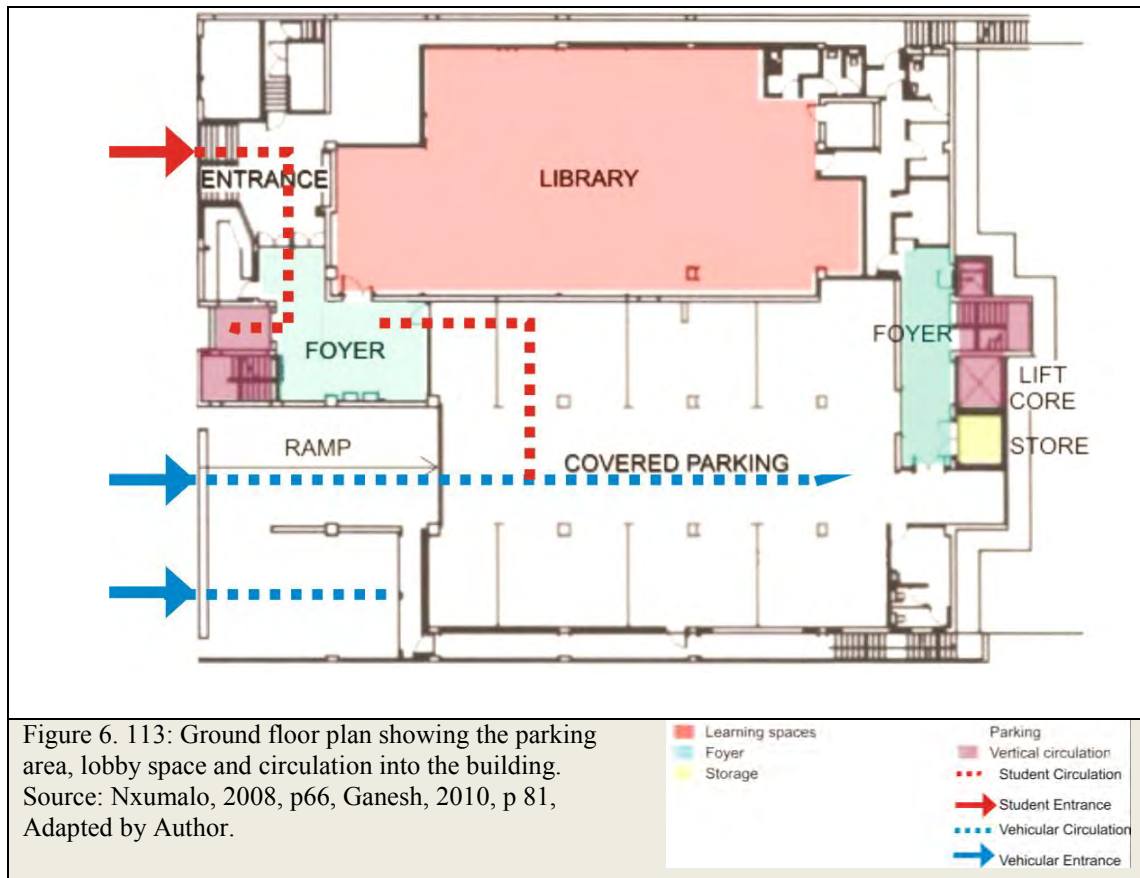 ENTRANCE
LIBRARY
FOYER
FOYER
LIFT
CORE
RAMP
COVERED PARKING
STORE
Figure 6. 113: Ground floor plan showing the parking
area, lobby space and circulation into the building.
Source: Nxumalo, 2008, p66, Ganesh, 2010, p 81,
Adapted by Author.
Learning spaces
Foyer
Storage
Parking
Vertical circulation
Student Circulation
Student Entrance
Vehicular Circulation
Vehicular Entrance